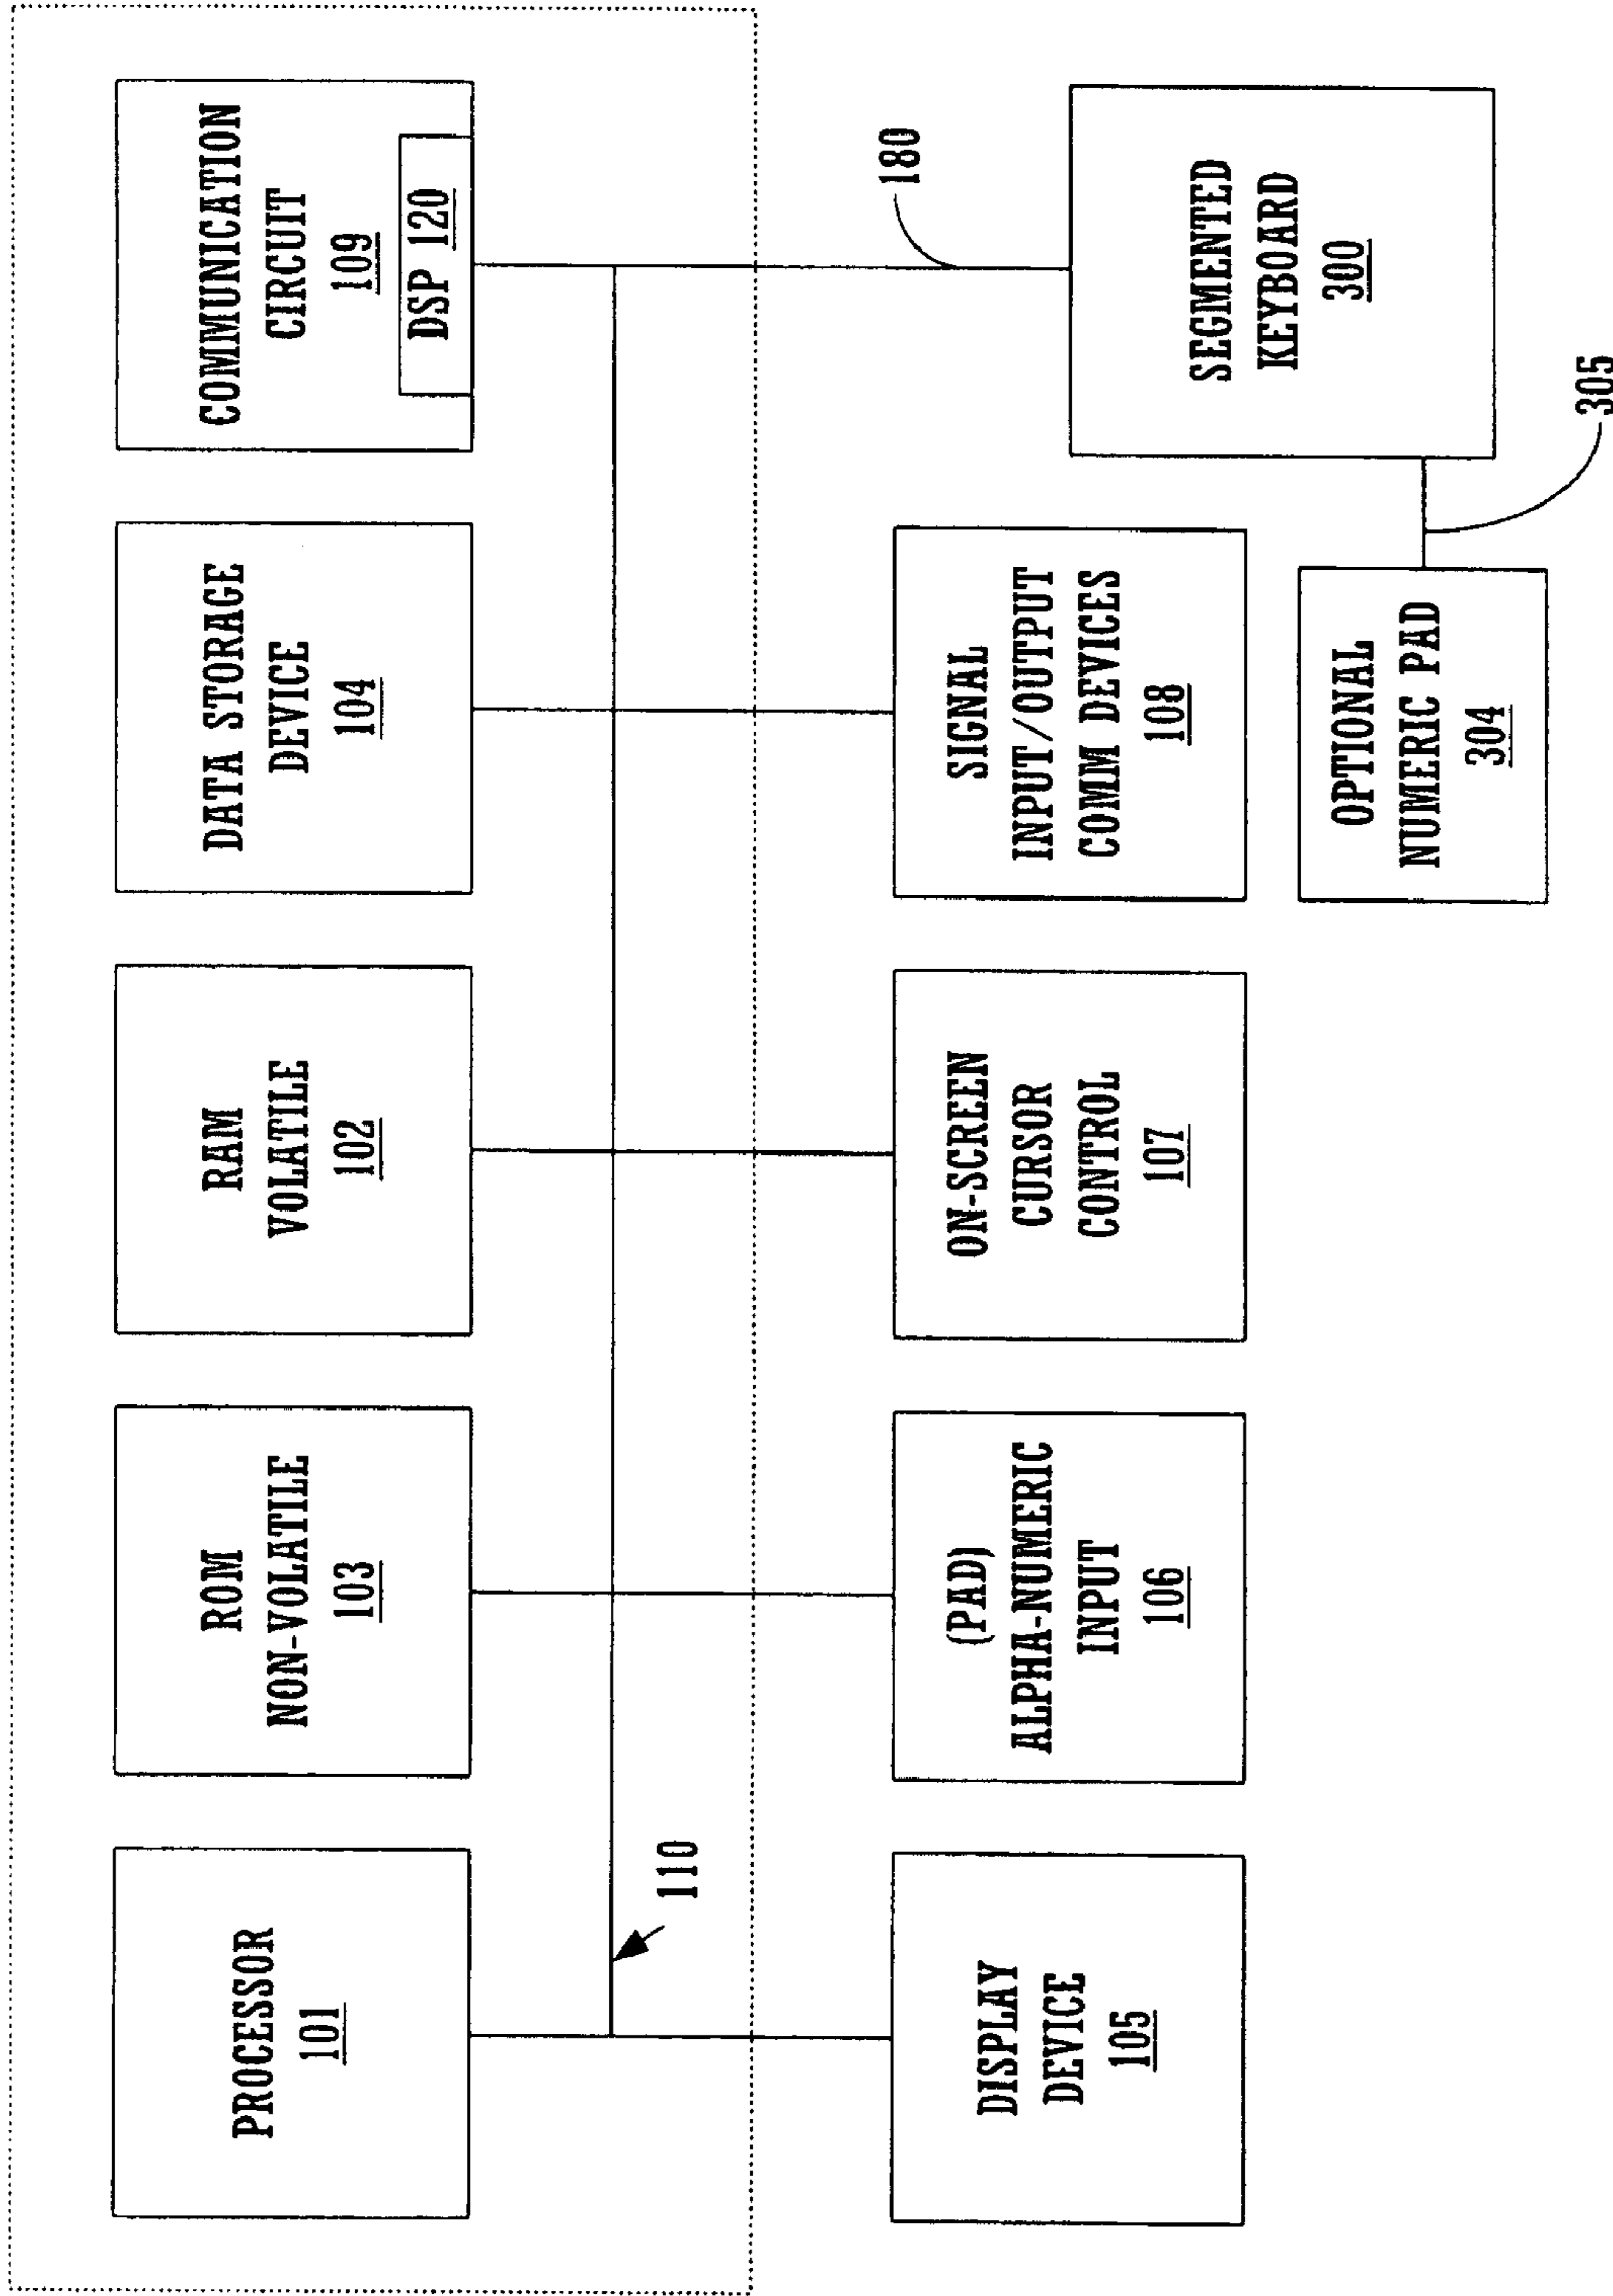 PROCESSOR
101
ROM
NON-VOLATILE
103
RAM
VOLATILE
102
DATA STORAGE
DEVICE
104
COMMUNICATION
CIRCUIT
109
DSP 120
110
180
DISPLAY
DEVICE
105
(PAD)
ALPHA-NUMERIC
INPUT
106
ON-SCREEN
CURSOR
CONTROL
107
SIGNAL
INPUT/OUTPUT
COMM DEVICES
108
SEGMENTED
KEYBOARD
300
OPTIONAL
NUMERIC PAD
304
305